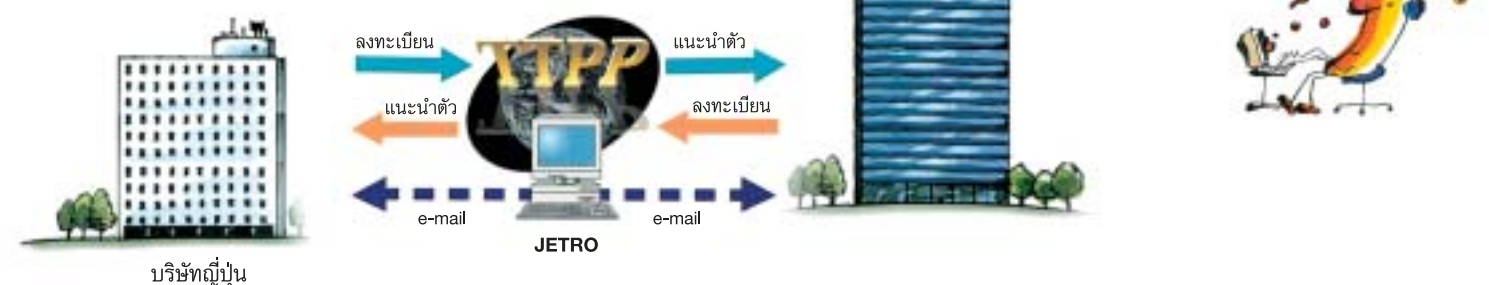 ลงทะเบียน
แนะนำตัว
TTPP
แนะนำตัว
ลงทะเบียน
e-mail
e-mail
JETRO
บริษัทญี่ปุ่น